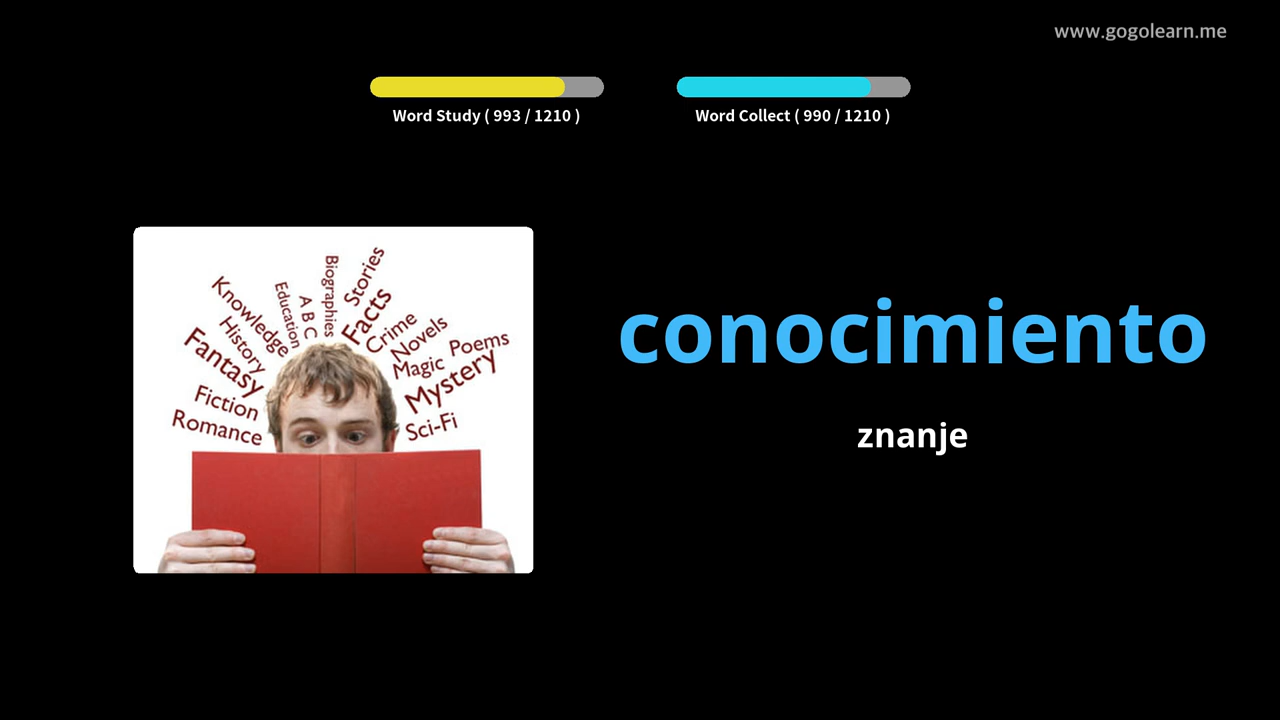 www.gogolearn.me
Word Study ( 993 / 1210 )
Word Collect ( 990 / 1210 )
Stories
Biographies
Facts
A B C
Education
Knowledge
History
Fantasy
Fiction
Romance
Crime
Novels
Poems
Magic
Mystery
Sci-Fi
conocimiento
znanje